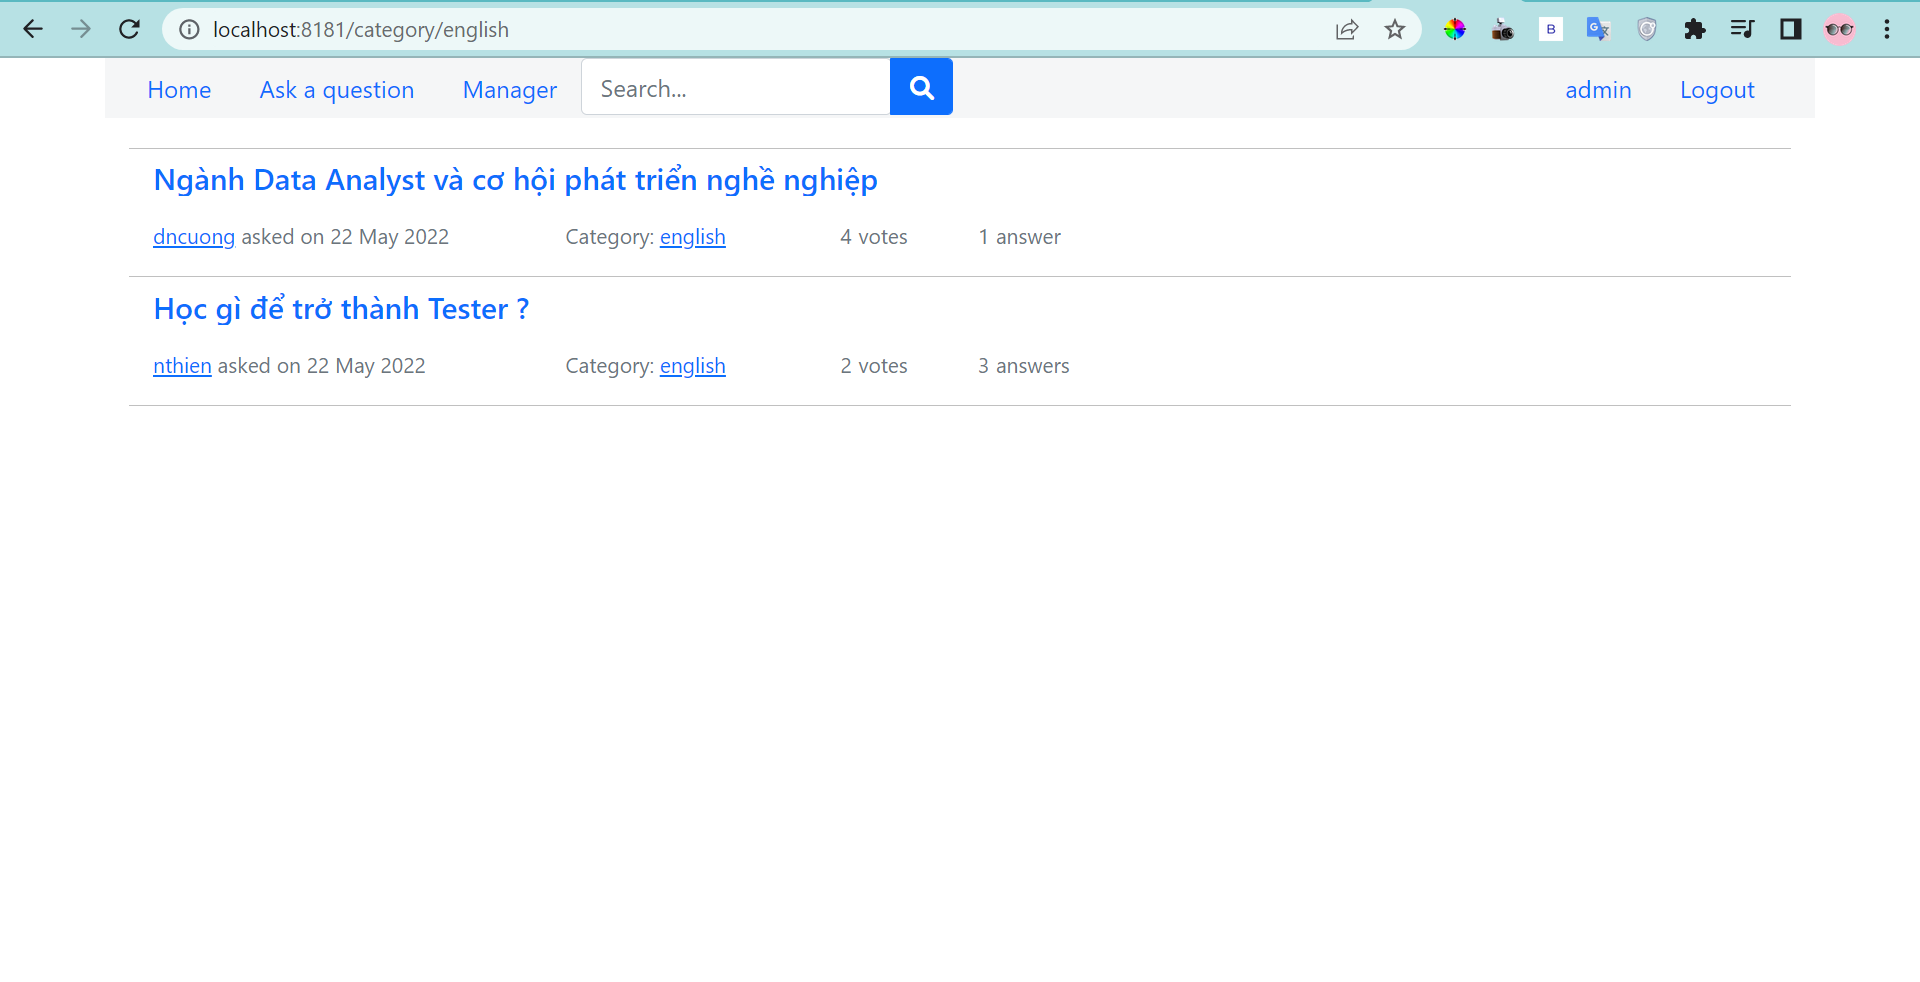 localhost:8181/category/english
B
Home Ask a question Manager Search... admin Logout
Ngành Data Analyst và cơ hội phát triển nghề nghiệp
dncuong asked on 22 May 2022 Category: english 4 votes 1 answer
Học gì để trở thành Tester ?
nthien asked on 22 May 2022 Category: english 2 votes 3 answers